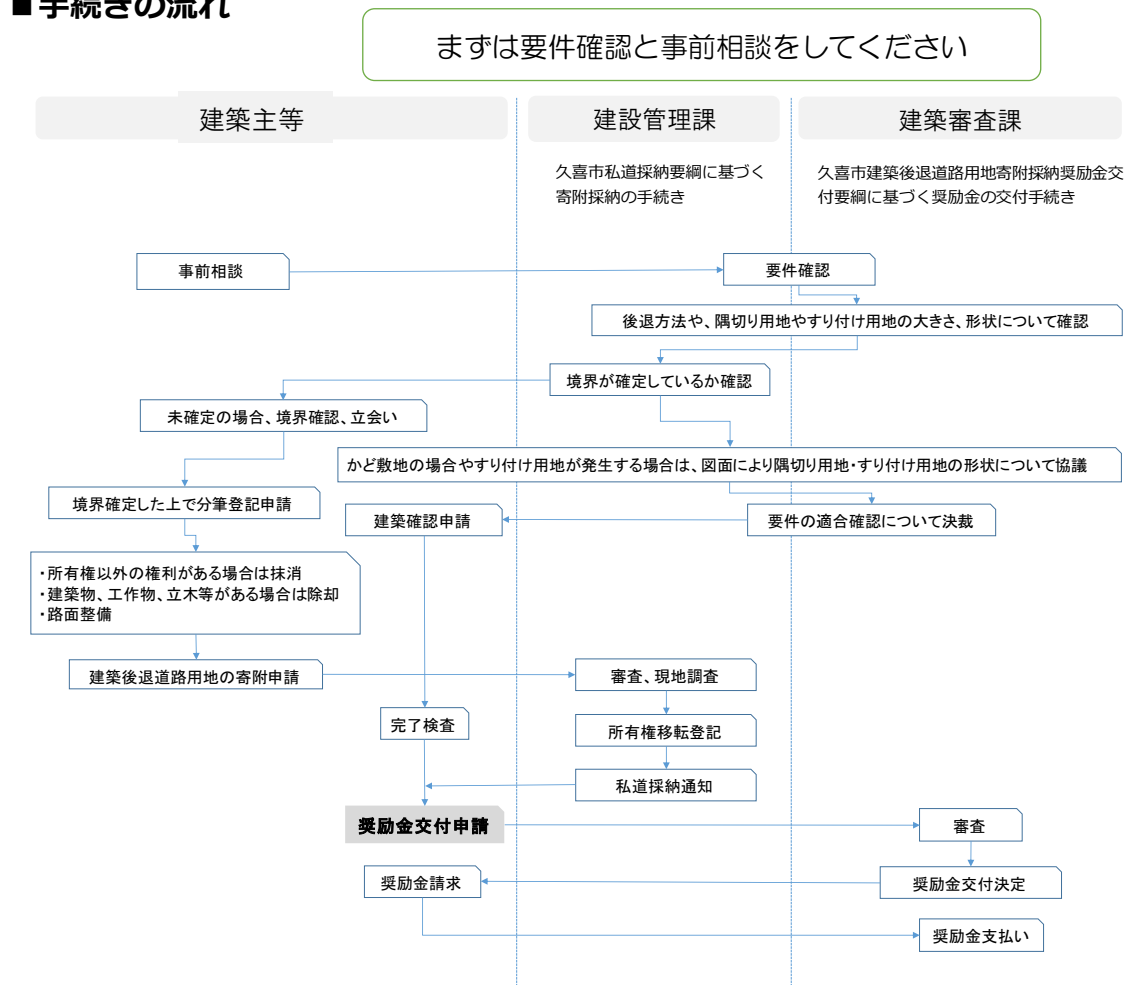 ■手続きの流れ
まずは要件確認と事前相談をしてください
建築主等
建設管理課
建築審査課
久喜市私道採納要綱に基づく
寄附採納の手続き
久喜市建築後退道路用地寄附採納奨励金交
付要綱に基づく奨励金の交付手続き
事前相談
要件確認
後退方法や、隅切り用地やすり付け用地の大きさ、形状について確認
境界が確定しているか確認
未確定の場合、境界確認、立会い
かど敷地の場合やすり付け用地が発生する場合は、図面により隅切り用地・すり付け用地の形状について協議
境界確定した上で分筆登記申請
建築確認申請
要件の適合確認について決裁
・所有権以外の権利がある場合は抹消
・建築物、工作物、立木等がある場合は除却
・路面整備
建築後退道路用地の寄附申請
審査、現地調査
完了検査
所有権移転登記
私道採納通知
奨励金交付申請
審査
奨励金請求
奨励金交付決定
奨励金支払い